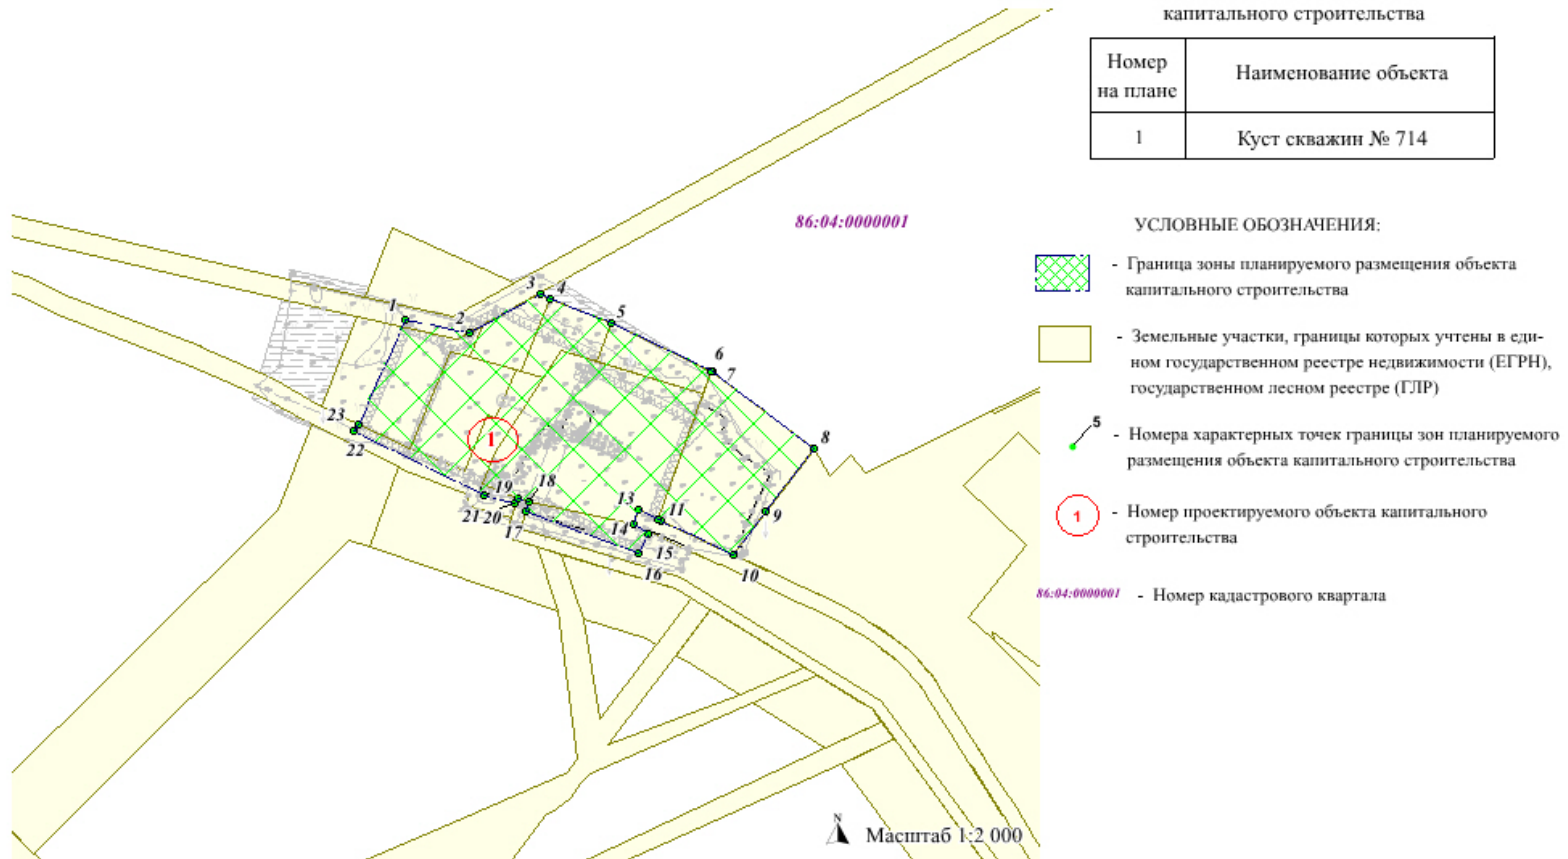 капитального строительства
Номер
на плане
Наименование объекта
1
Куст скважин № 714
86:04:0000001
УСЛОВНЫЕ ОБОЗНАЧЕНИЯ:
- Граница зоны планируемого размещения объекта
капитального строительства
- Земельные участки, границы которых учтены в еди-
ном государственном реестре недвижимости (ЕГРН),
государственном лесном реестре (ГЛР)
5
- Номера характерных точек границы зон планируемого
размещения объекта капитального строительства
1
- Номер проектируемого объекта капитального
строительства
86:04:0000001 - Номер кадастрового квартала
1
2
3
4
5
6
7
8
9
10
11
13
14
15
16
17
18
19
20
21
22
23
1
N
Масштаб 1:2 000